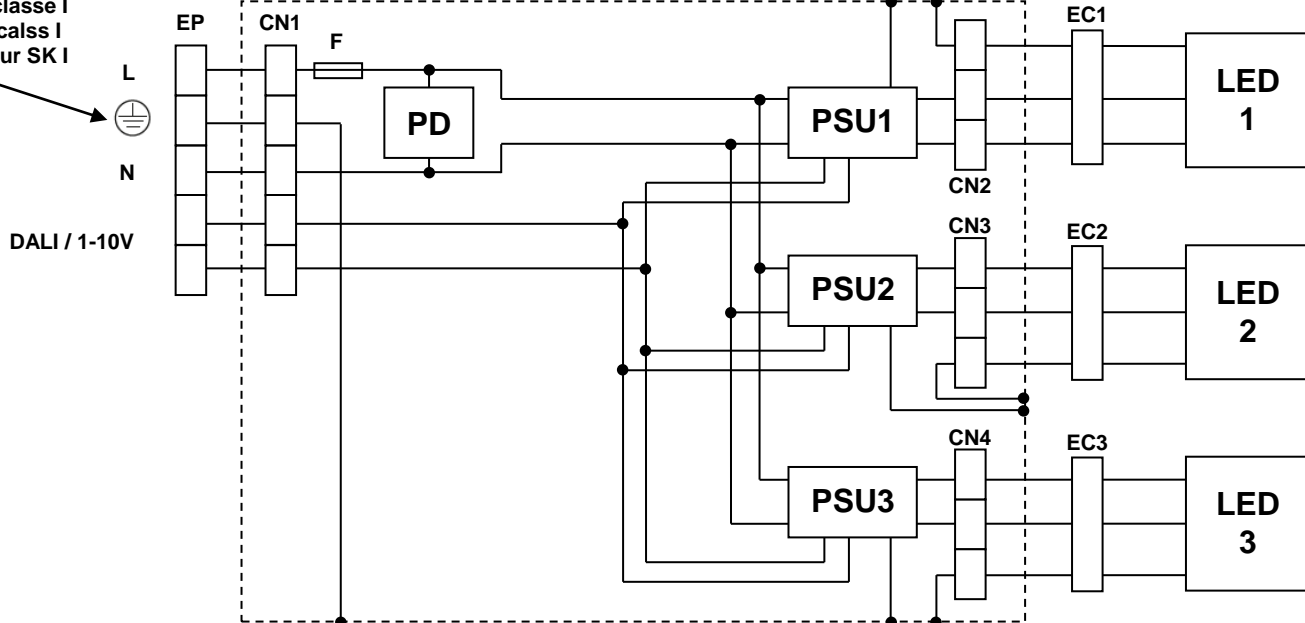 classe I
calss I
ur SK I
EP
CN1
F
L
N
DALI / 1-10V
PD
PSU1
PSU2
PSU3
CN2
CN3
CN4
EC1
EC2
EC3
LED
1
LED
2
LED
3